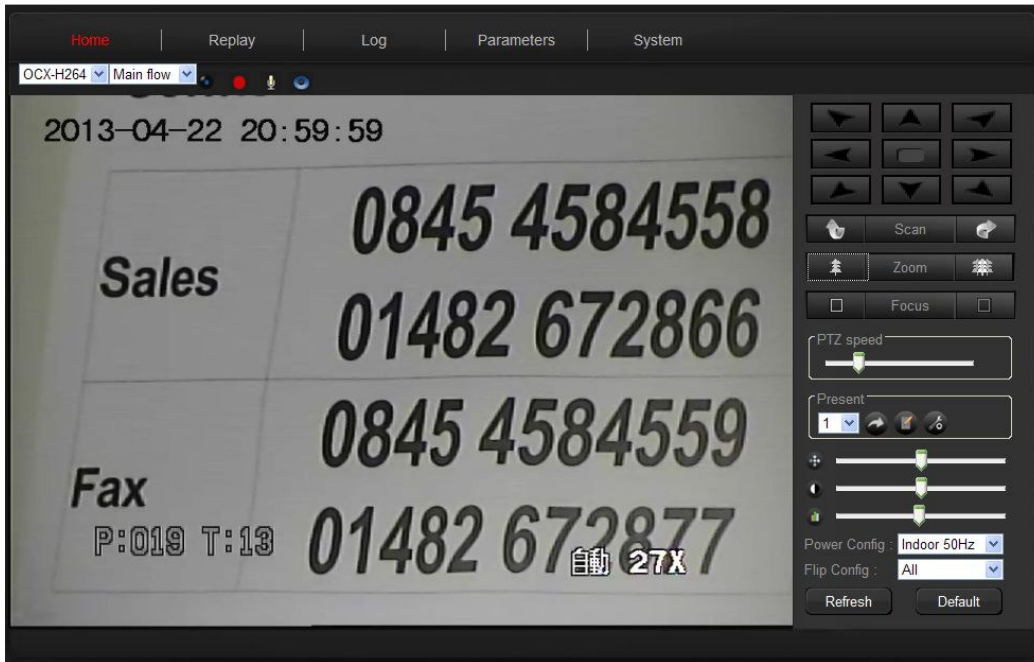 Home Replay Log Parameters System
OCX-H264 Main flow
2013-04-22 20:59:59
Sales
0845 4584558
01482 672866
Fax
0845 4584559
01482 672877
P:019 T:13
自動 27X
Scan
Zoom
Focus
PTZ speed
Present
1
Power Config : Indoor 50Hz
Flip Config : All
Refresh Default